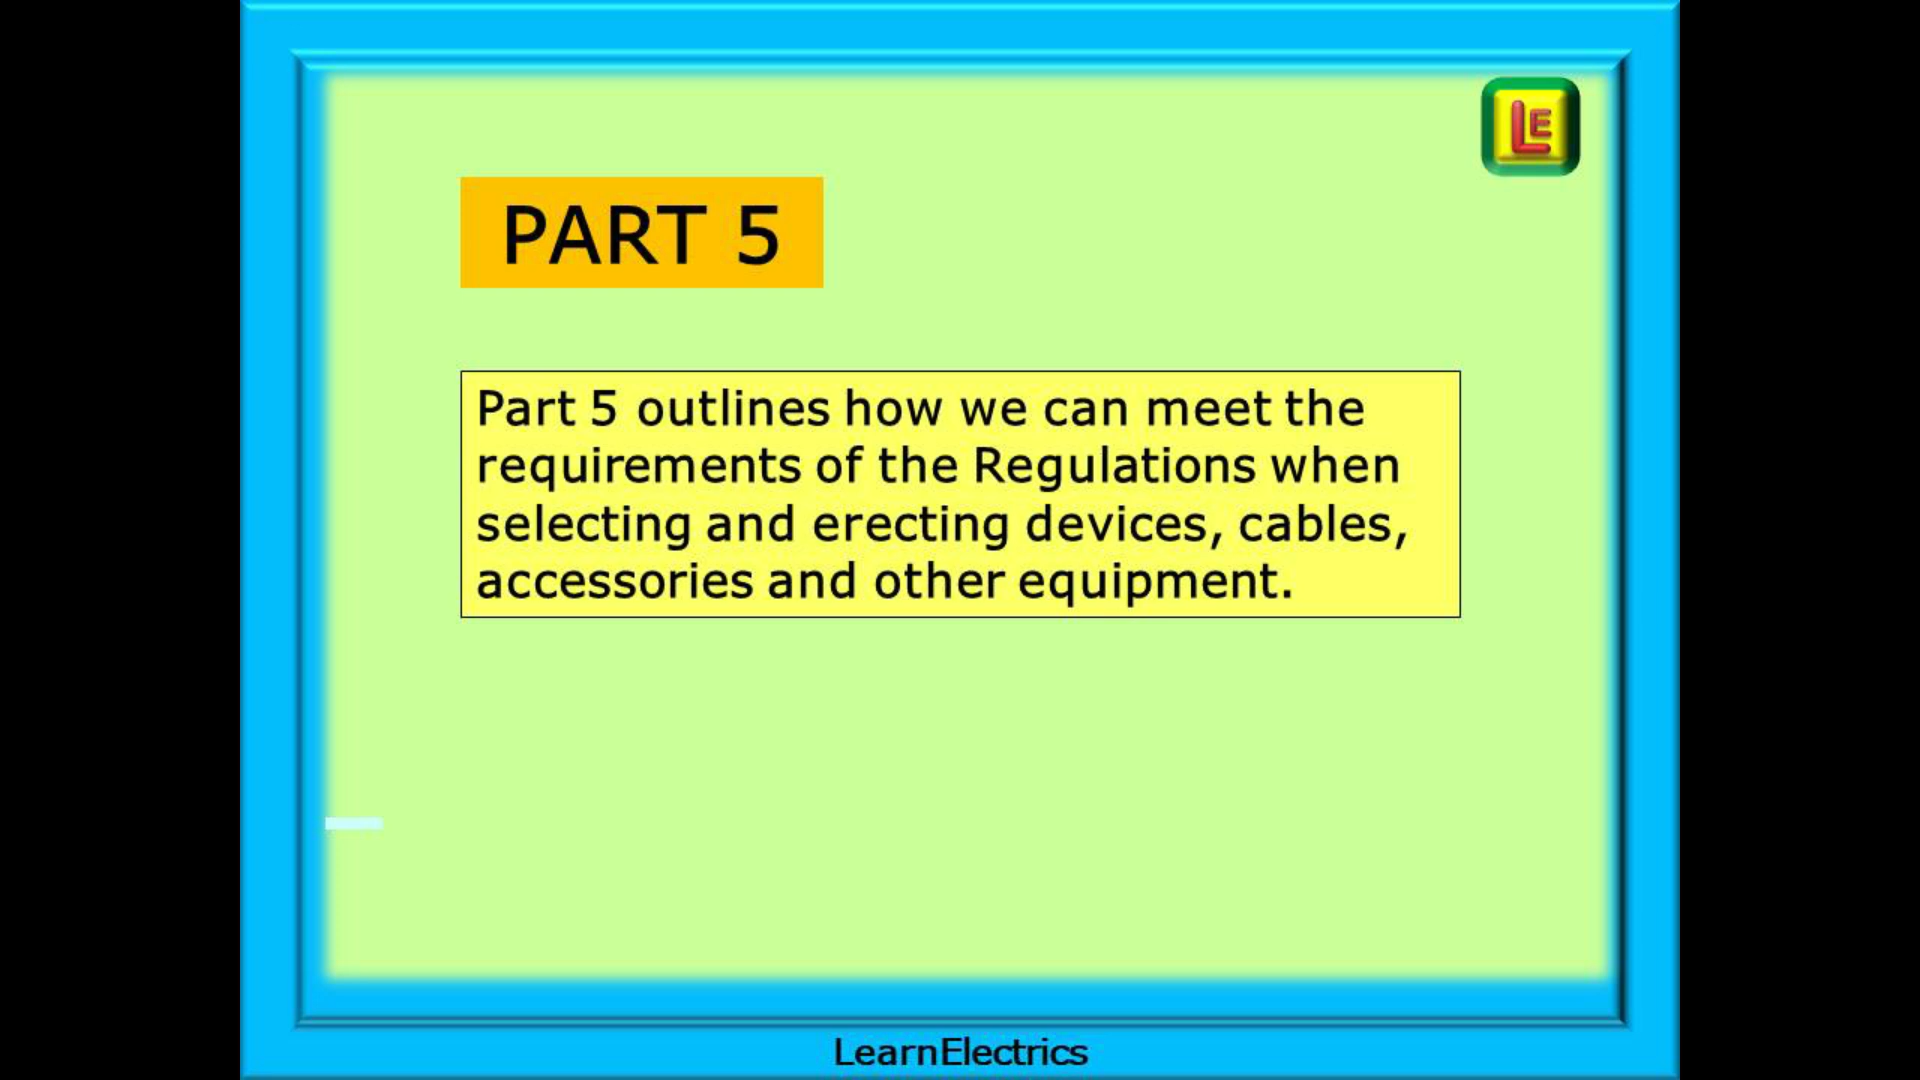 LE
PART 5
Part 5 outlines how we can meet the
requirements of the Regulations when
selecting and erecting devices, cables,
accessories and other equipment.
LearnElectrics